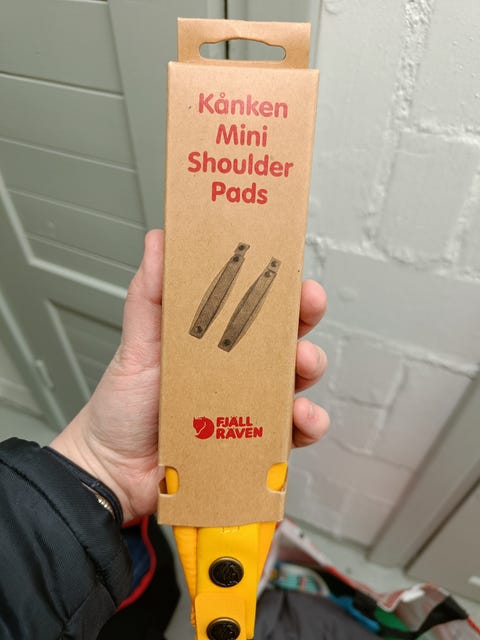 Kånken
Mini
Shoulder
Pads
FJÄLL
RÄVEN